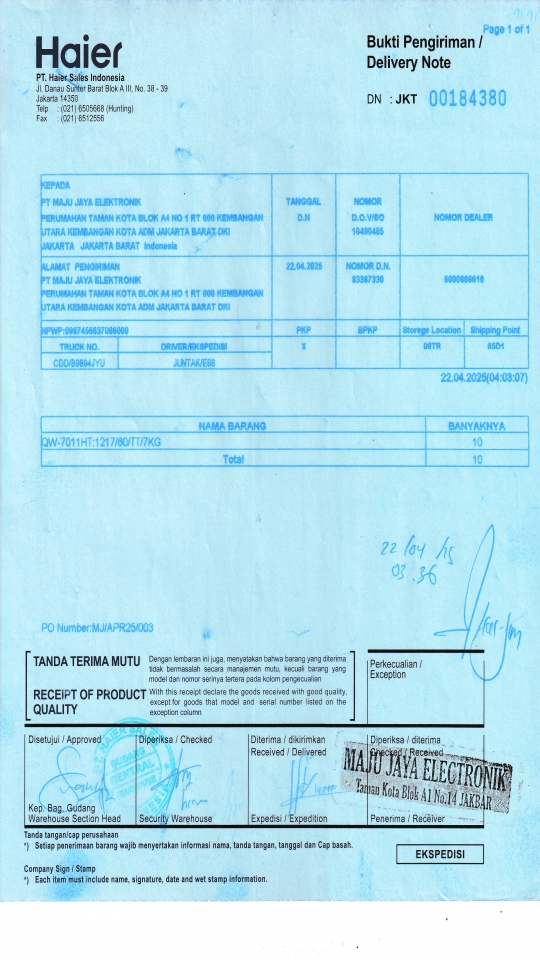 Page 1 of 1
Haier
PT. Haier Sales Indonesia
Jl. Danau Sunter Barat Blok A III, No. 38 - 39
Jakarta 14350
Telp : (021) 6505668 (Hunting)
Fax : (021) 6512556
Bukti Pengiriman /
Delivery Note
DN : JKT 00184380
KEPADA
PT MAJU JAYA ELEKTRONIK
PERUMAHAN TAMAN KOTA BLOK A4 NO 1 RT 000 KEMBANGAN
UTARA KEMBANGAN KOTA ADM JAKARTA BARAT DKI
JAKARTA JAKARTA BARAT Indonesia
TANGGAL
D.N
NOMOR
D.O./SO
NOMOR DEALER
ALAMAT PENGIRIMAN
PT MAJU JAYA ELEKTRONIK
PERUMAHAN TAMAN KOTA BLOK A4 NO 1 RT 000 KEMBANGAN
UTARA KEMBANGAN KOTA ADM JAKARTA BARAT DKI
22.04.2025
NOMOR D.N.
83387330
PKP
BPKP
Storege Location
Shipping Point
TRUCK NO.
DRIVER/EKSPEDISI
X
JUNTAK/E98
22.04.2025(04:03:07)
NAMA BARANG
BANYAKNYA
QW-7011HT:1217/60/TT/7KG
10
Total
10
22/04/25
03.36
PO Number:MJ/APR25/003
TANDA TERIMA MUTU
Dengan lembaran ini juga, menyatakan bahwa barang yang diterima
tidak bermasalah secara manajemen mutu, kecuali barang yang
model dan nomor serinya tertera pada kolom pengecualian
RECEIPT OF PRODUCT
QUALITY
With this receipt declare the goods received with good quality,
except for goods that model and serial number listed on the
exception column
Perkecualian /
Exception
Disetujui / Approved
Diperiksa / Checked
Diterima / dikirimkan
Received / Delivered
Diperiksa / diterima
Checked / Received
MAJU JAYA ELECTRONIK
Taman Kota Blok A1 No.14 JAKBAR
Kep. Bag. Gudang
Warehouse Section Head
Security Warehouse
Expedisi / Expedition
Penerima / Receiver
Tanda tangan/cap perusahaan
*) Setiap penerimaan barang wajib menyertakan informasi nama, tanda tangan, tanggal dan Cap basah.
EKSPEDISI
Company Sign / Stamp
*) Each item must include name, signature, date and wet stamp information.